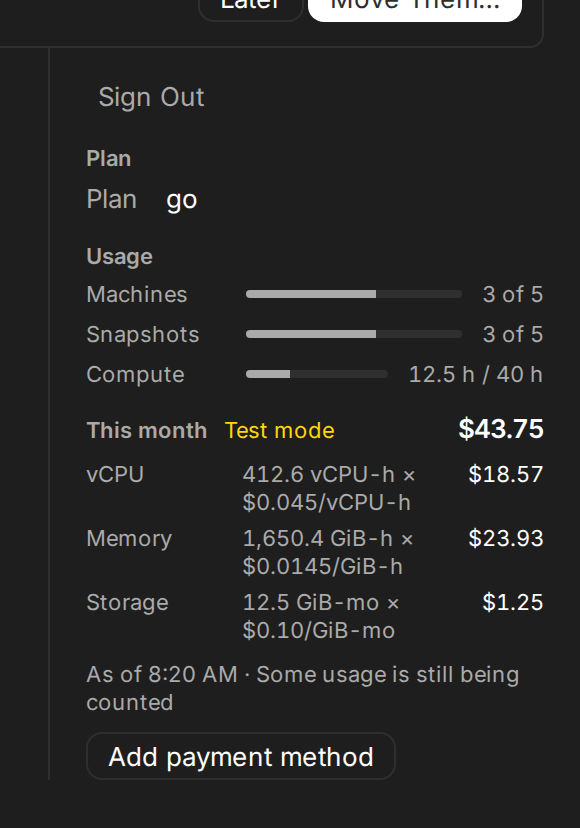 Later Move Them...
Sign Out
Plan
Plan go
Usage
Machines 3 of 5
Snapshots 3 of 5
Compute 12.5 h / 40 h
This month Test mode $43.75
vCPU 412.6 vCPU-h × $18.57
$0.045/vCPU-h
Memory 1,650.4 GiB-h × $23.93
$0.0145/GiB-h
Storage 12.5 GiB-mo × $1.25
$0.10/GiB-mo
As of 8:20 AM · Some usage is still being
counted
Add payment method